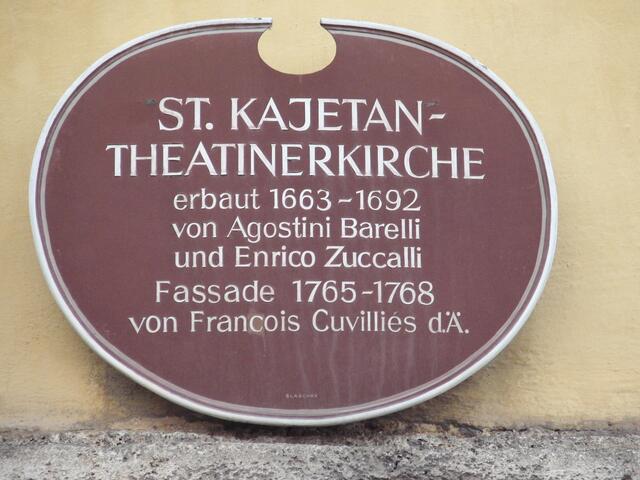 ST. KAJETAN-
THEATINERKIRCHE
erbaut 1663-1692
von Agostini Barelli
und Enrico Zuccalli
Fassade 1765-1768
von Francois Cuvilliés d.Ä.